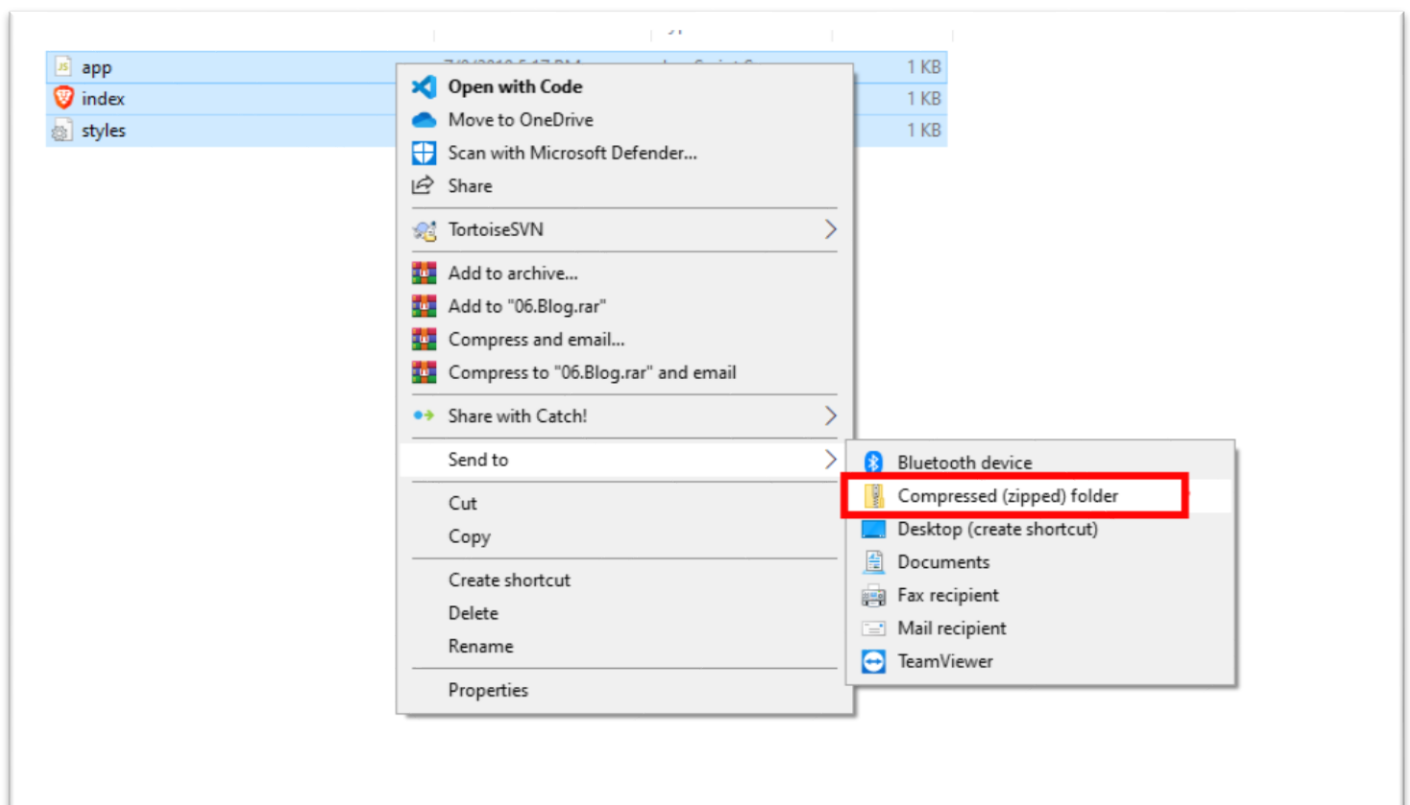 app
index
styles
1 KB
1 KB
1 KB
Open with Code
Move to OneDrive
Scan with Microsoft Defender...
Share
TortoiseSVN
Add to archive...
Add to "06.Blog.rar"
Compress and email...
Compress to "06.Blog.rar" and email
Share with Catch!
Send to
Cut
Copy
Create shortcut
Delete
Rename
Properties
Bluetooth device
Compressed (zipped) folder
Desktop (create shortcut)
Documents
Fax recipient
Mail recipient
TeamViewer